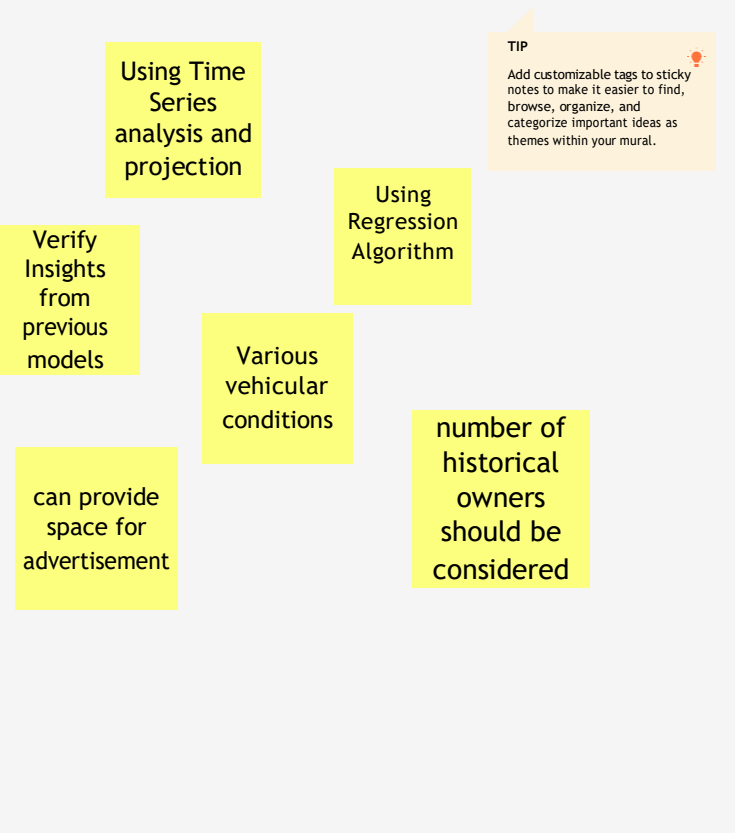 Using Time
Series
analysis and
projection
TIP
Add customizable tags to sticky
notes to make it easier to find,
browse, organize, and
categorize important ideas as
themes within your mural.
Using
Regression
Algorithm
Verify
Insights
from
previous
models
Various
vehicular
conditions
number of
historical
owners
should be
considered
can provide
space for
advertisement